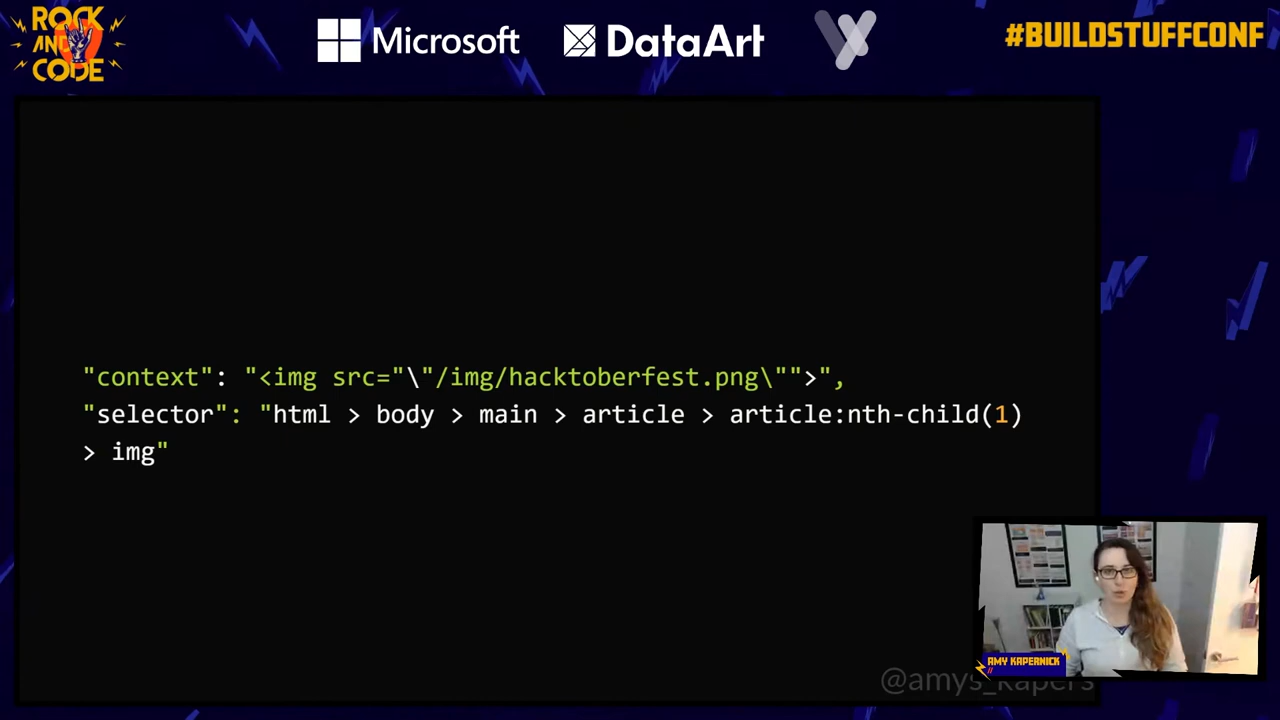 ROCK
AND
CODE
Microsoft
DataArt
#BUILDSTUFFCONF
"context": "<img src="\"/img/hacktoberfest.png\"">",
"selector": "html > body > main > article > article:nth-child(1)
> img"
AMY KAPERNICK
//
@amys_kapers